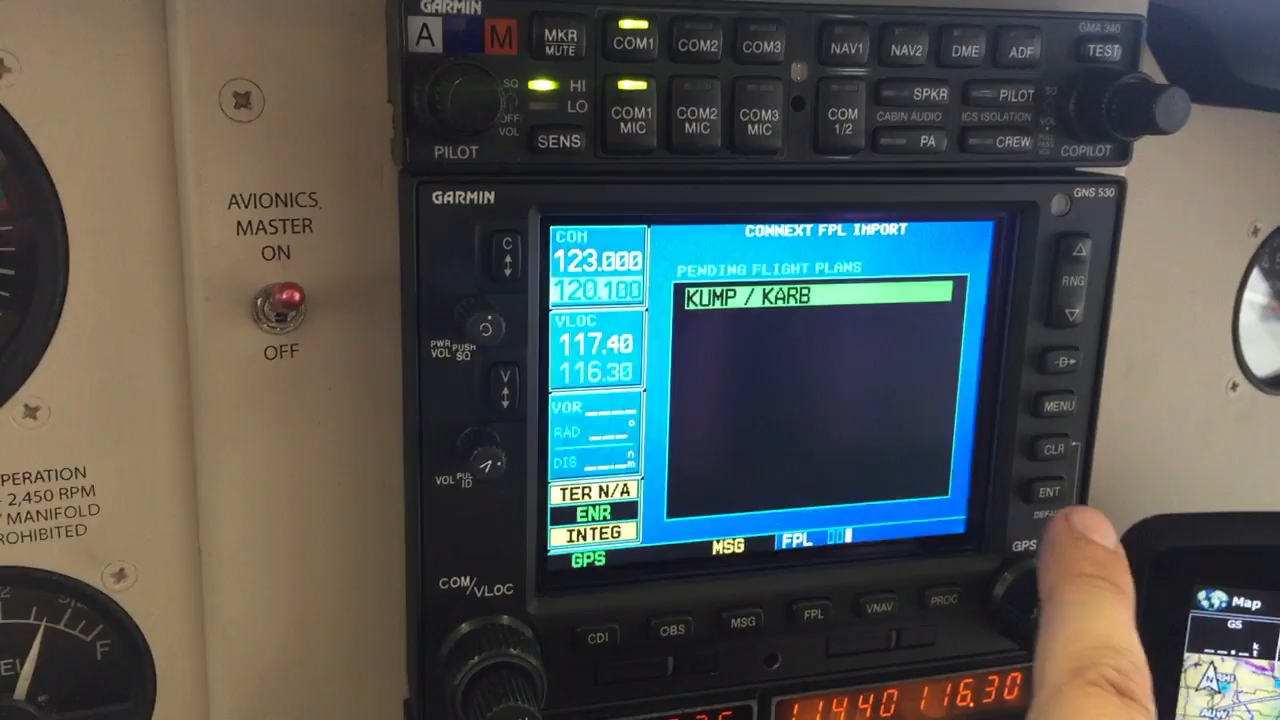 GARMIN
GMA 340
A M
MKR MUTE
COM1
COM2
COM3
NAV1
NAV2
DME
ADF
TEST
SQ
OFF
VOL
HI
LO
COM1 MIC
COM2 MIC
COM3 MIC
COM 1/2
SPKR
PILOT
CABIN AUDIO
ICS ISOLATION
PA
CREW
SQ
VOL
PILOT
SENS
COPILOT
AVIONICS
MASTER
ON
OFF
GARMIN
GNS 530
C
PWR
VOL
PUSH
SQ
V
VOL
ID
COM
123.000
120.100
VLOC
117.40
116.30
VOR
RAD
DIS
TER N/A
ENR
INTEG
GPS
CONNEXT FPL IMPORT
PENDING FLIGHT PLANS
KUMP / KARB
MSG
FPL
RNG
D
MENU
CLR
ENT
GPS
COM/VLOC
CDI
OBS
MSG
FPL
VNAV
PROC
116.30
PERATION
2,450 RPM
MANIFOLD
ROHIBITED
F
Map
GS
N